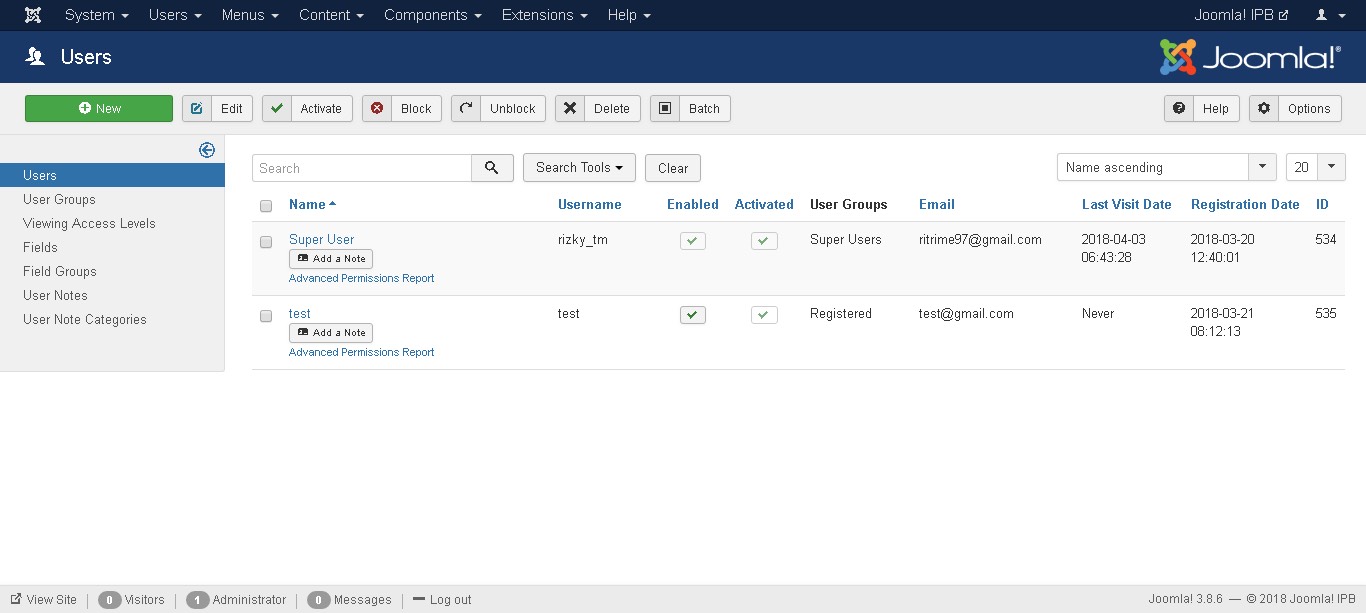 System Users Menus Content Components Extensions Help Joomla! IPB
Users Joomla!®
New Edit Activate Block Unblock Delete Batch Help Options
Users
User Groups
Viewing Access Levels
Fields
Field Groups
User Notes
User Note Categories
Search Search Tools Clear Name ascending 20
Name Username Enabled Activated User Groups Email Last Visit Date Registration Date ID
Super User rizky_tm Super Users ritrime97@gmail.com 2018-04-03 2018-03-20 534
Add a Note 06:43:28 12:40:01
Advanced Permissions Report
test test Registered test@gmail.com Never 2018-03-21 535
Add a Note 08:12:13
Advanced Permissions Report
View Site 0 Visitors 1 Administrator 0 Messages Log out Joomla! 3.8.6 — © 2018 Joomla! IPB